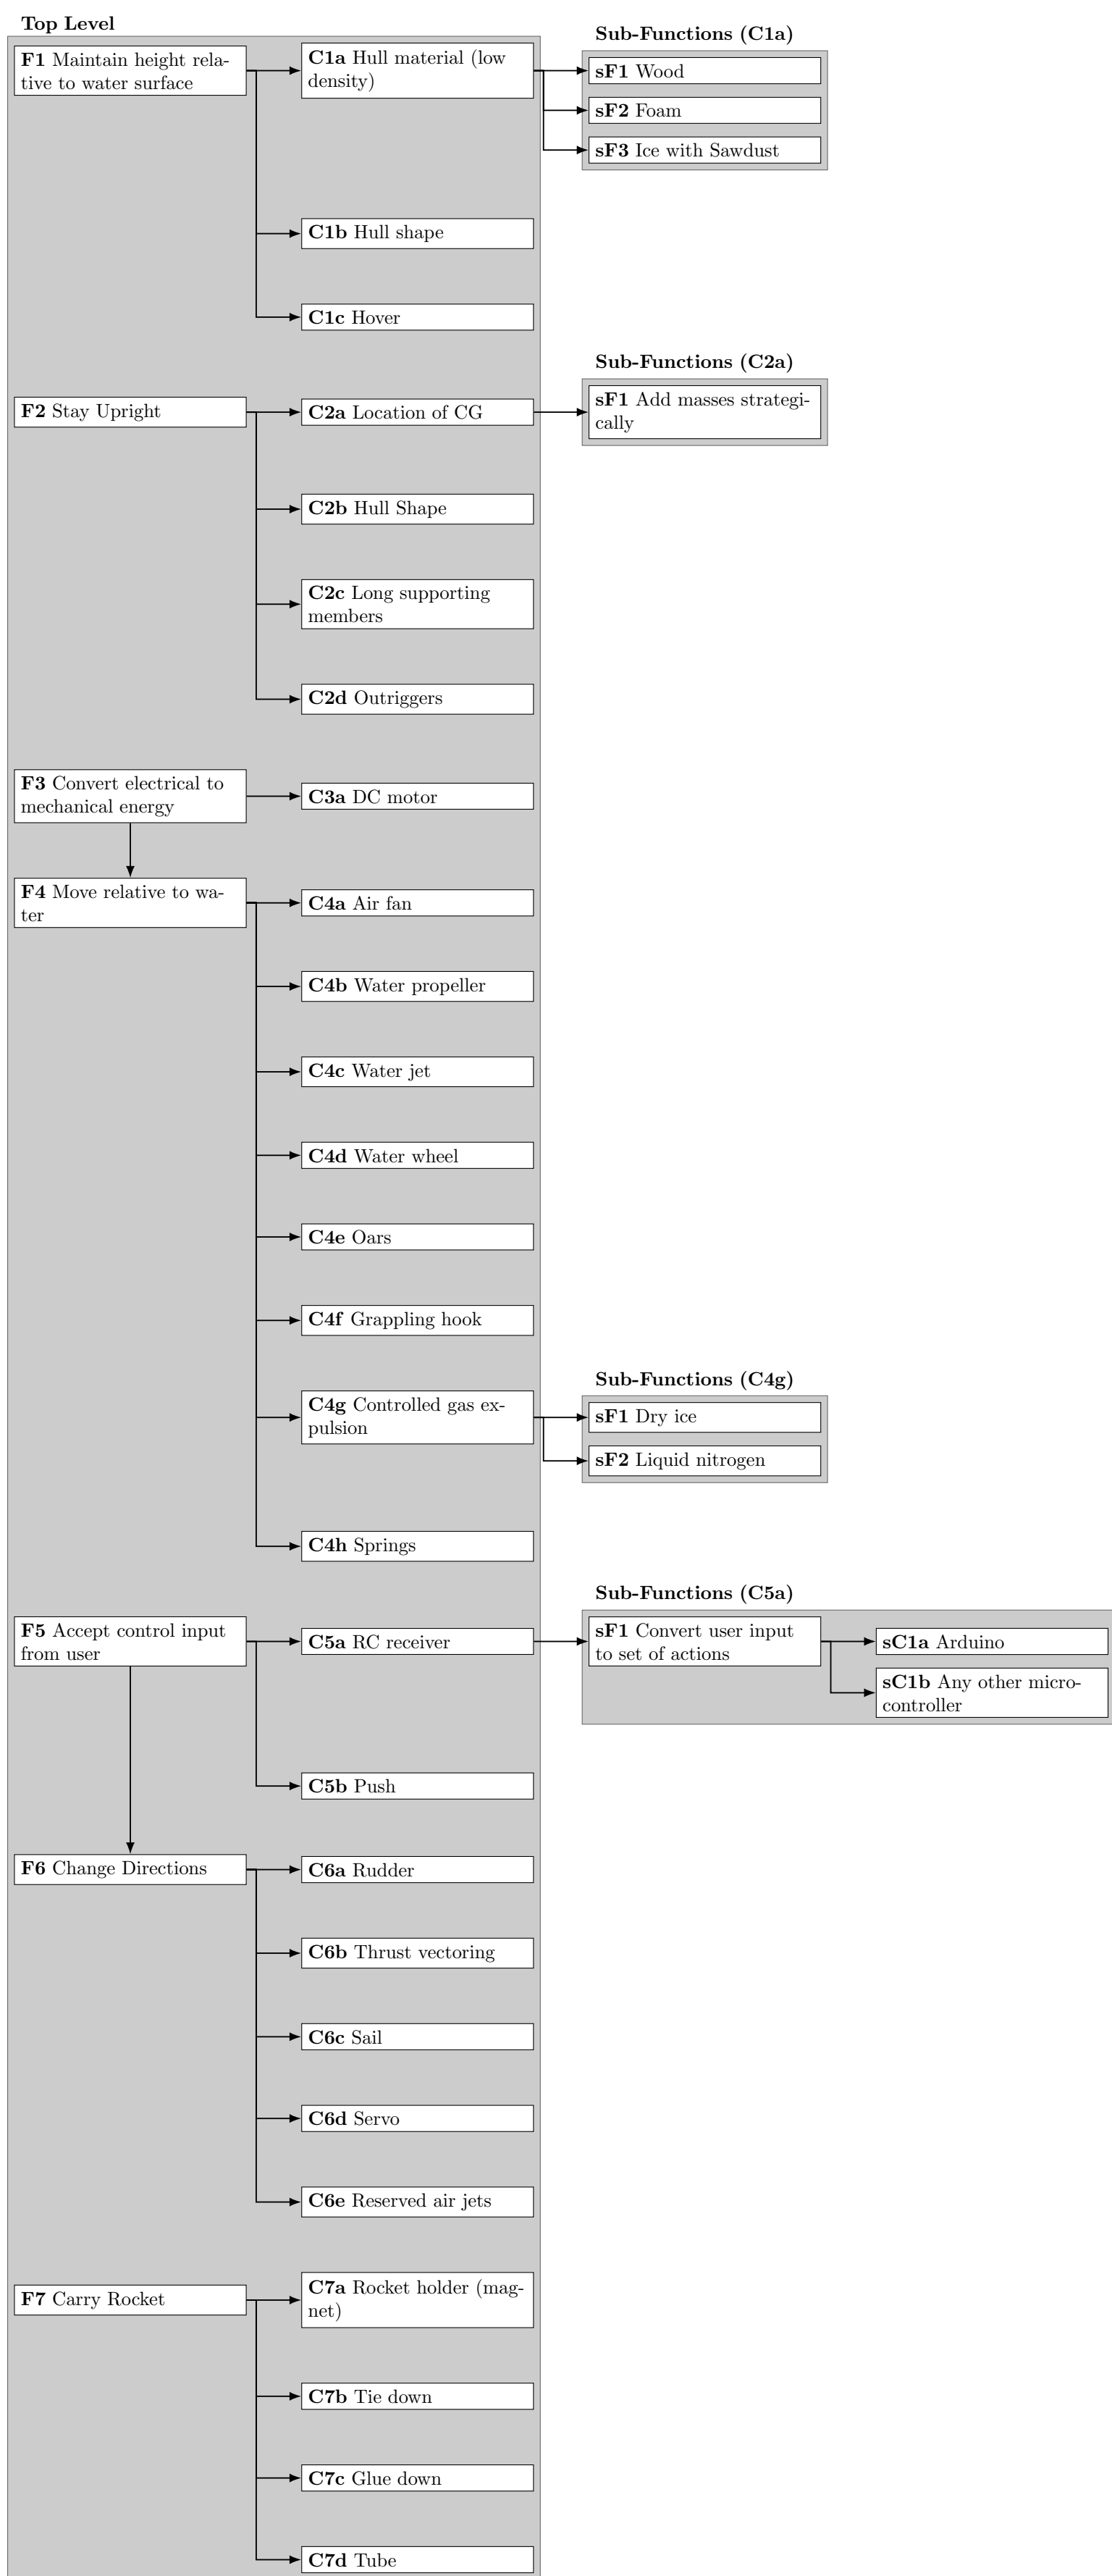 Top Level
F1 Maintain height rela-
tive to water surface
C1a Hull material (low
density)
Sub-Functions (C1a)
sF1 Wood
sF2 Foam
sF3 Ice with Sawdust
C1b Hull shape
C1c Hover
F2 Stay Upright
C2a Location of CG
Sub-Functions (C2a)
sF1 Add masses strategi-
cally
C2b Hull Shape
C2c Long supporting
members
C2d Outriggers
F3 Convert electrical to
mechanical energy
C3a DC motor
F4 Move relative to wa-
ter
C4a Air fan
C4b Water propeller
C4c Water jet
C4d Water wheel
C4e Oars
C4f Grappling hook
C4g Controlled gas ex-
pulsion
Sub-Functions (C4g)
sF1 Dry ice
sF2 Liquid nitrogen
C4h Springs
F5 Accept control input
from user
C5a RC receiver
Sub-Functions (C5a)
sF1 Convert user input
to set of actions
sC1a Arduino
sC1b Any other micro-
controller
C5b Push
F6 Change Directions
C6a Rudder
C6b Thrust vectoring
C6c Sail
C6d Servo
C6e Reserved air jets
F7 Carry Rocket
C7a Rocket holder (mag-
net)
C7b Tie down
C7c Glue down
C7d Tube